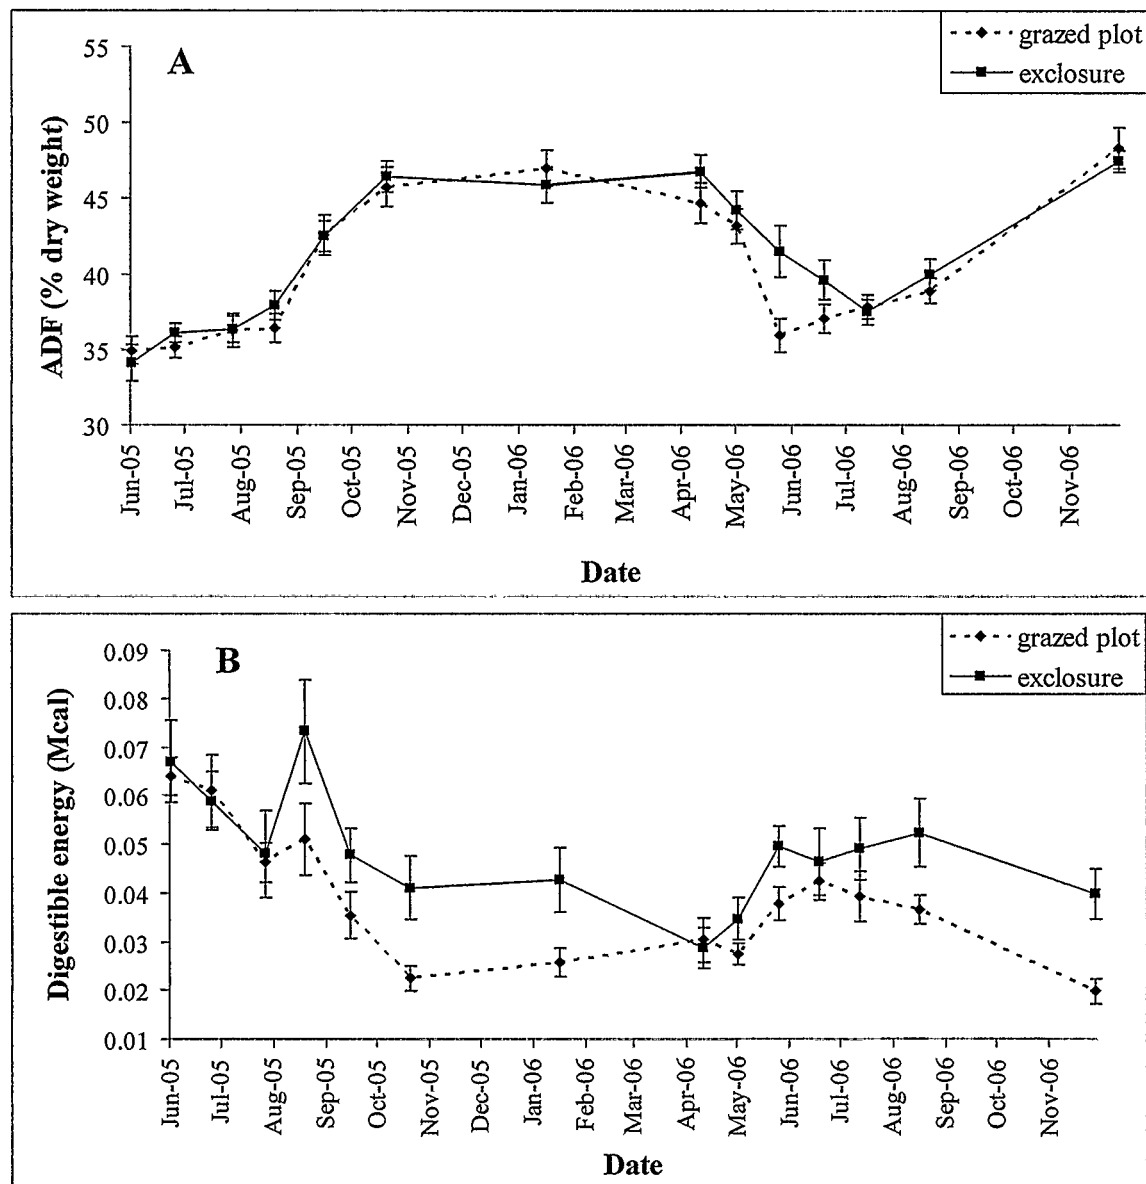 A
grazed plot
exclosure
ADF (% dry weight)
55
50
45
40
35
30
Jun-05
Jul-05
Aug-05
Sep-05
Oct-05
Nov-05
Dec-05
Jan-06
Feb-06
Mar-06
Apr-06
May-06
Jun-06
Jul-06
Aug-06
Sep-06
Oct-06
Nov-06
Date
B
grazed plot
exclosure
Digestible energy (Mcal)
0.09
0.08
0.07
0.06
0.05
0.04
0.03
0.02
0.01
Jun-05
Jul-05
Aug-05
Sep-05
Oct-05
Nov-05
Dec-05
Jan-06
Feb-06
Mar-06
Apr-06
May-06
Jun-06
Jul-06
Aug-06
Sep-06
Oct-06
Nov-06
Date